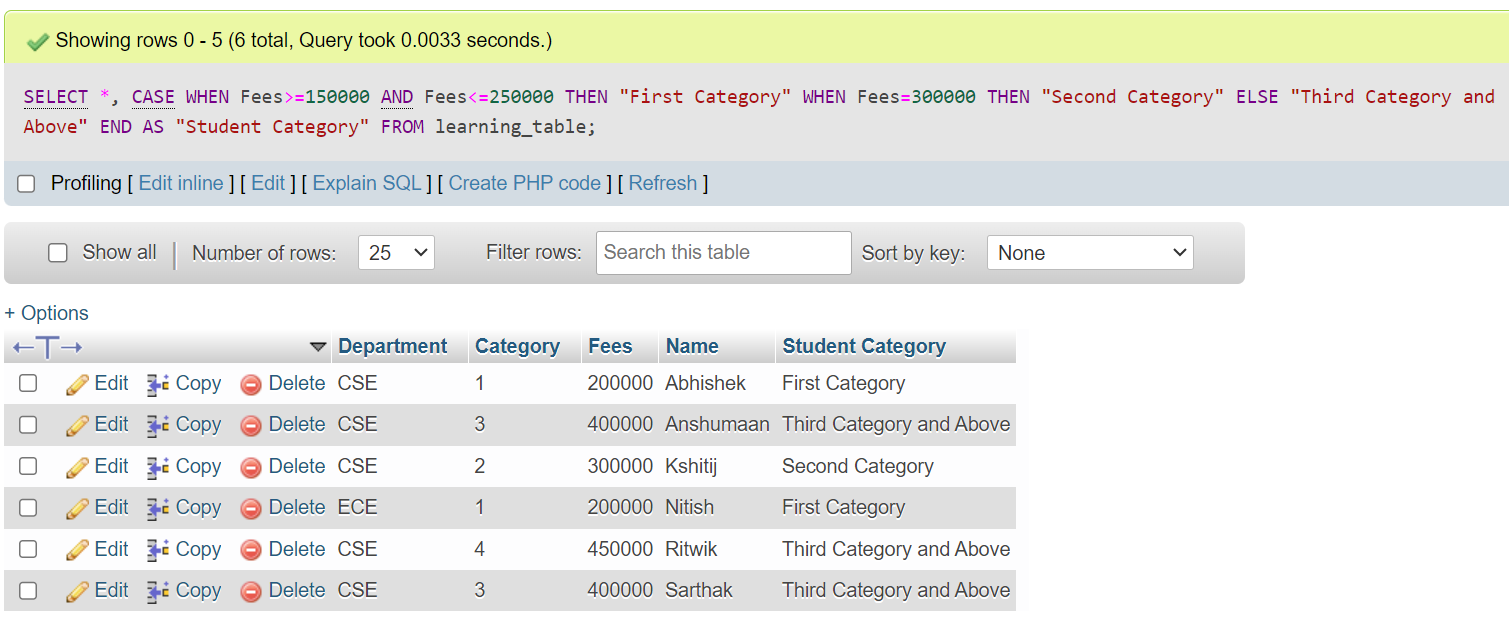 Showing rows 0 - 5 (6 total, Query took 0.0033 seconds.)
SELECT *, CASE WHEN Fees>=150000 AND Fees<=250000 THEN "First Category" WHEN Fees=300000 THEN "Second Category" ELSE "Third Category and
Above" END AS "Student Category" FROM learning_table;
Profiling [ Edit inline ] [ Edit ] [ Explain SQL ] [ Create PHP code ] [ Refresh ]
Show all | Number of rows: 25 Filter rows: Search this table Sort by key: None
+ Options
←T→ Department Category Fees Name Student Category
Edit Copy Delete CSE 1 200000 Abhishek First Category
Edit Copy Delete CSE 3 400000 Anshumaan Third Category and Above
Edit Copy Delete CSE 2 300000 Kshitij Second Category
Edit Copy Delete ECE 1 200000 Nitish First Category
Edit Copy Delete CSE 4 450000 Ritwik Third Category and Above
Edit Copy Delete CSE 3 400000 Sarthak Third Category and Above